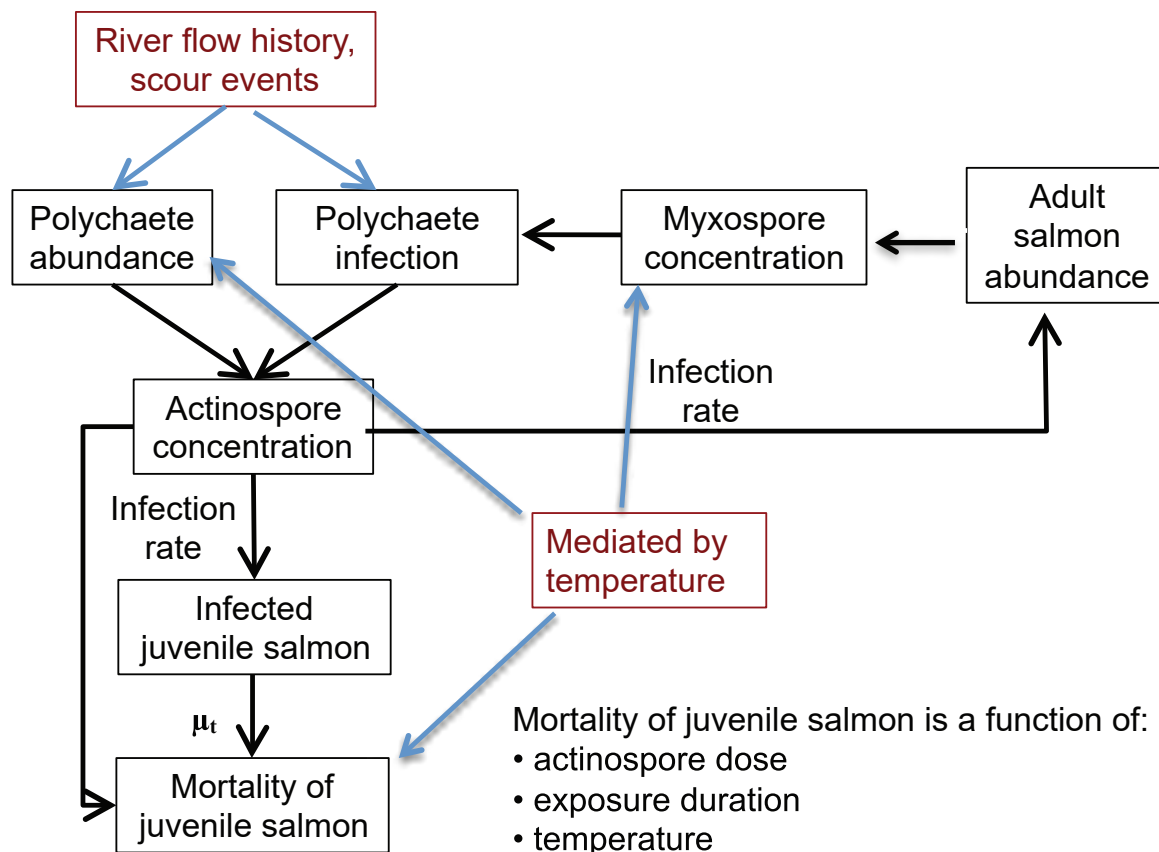 River flow history,
scour events
Polychaete
abundance
Polychaete
infection
Myxospore
concentration
Adult
salmon
abundance
Infection
rate
Actinospore
concentration
Infection
rate
Mediated by
temperature
Infected
juvenile salmon
μt
Mortality of
juvenile salmon
Mortality of juvenile salmon is a function of:
• actinospore dose
• exposure duration
• temperature